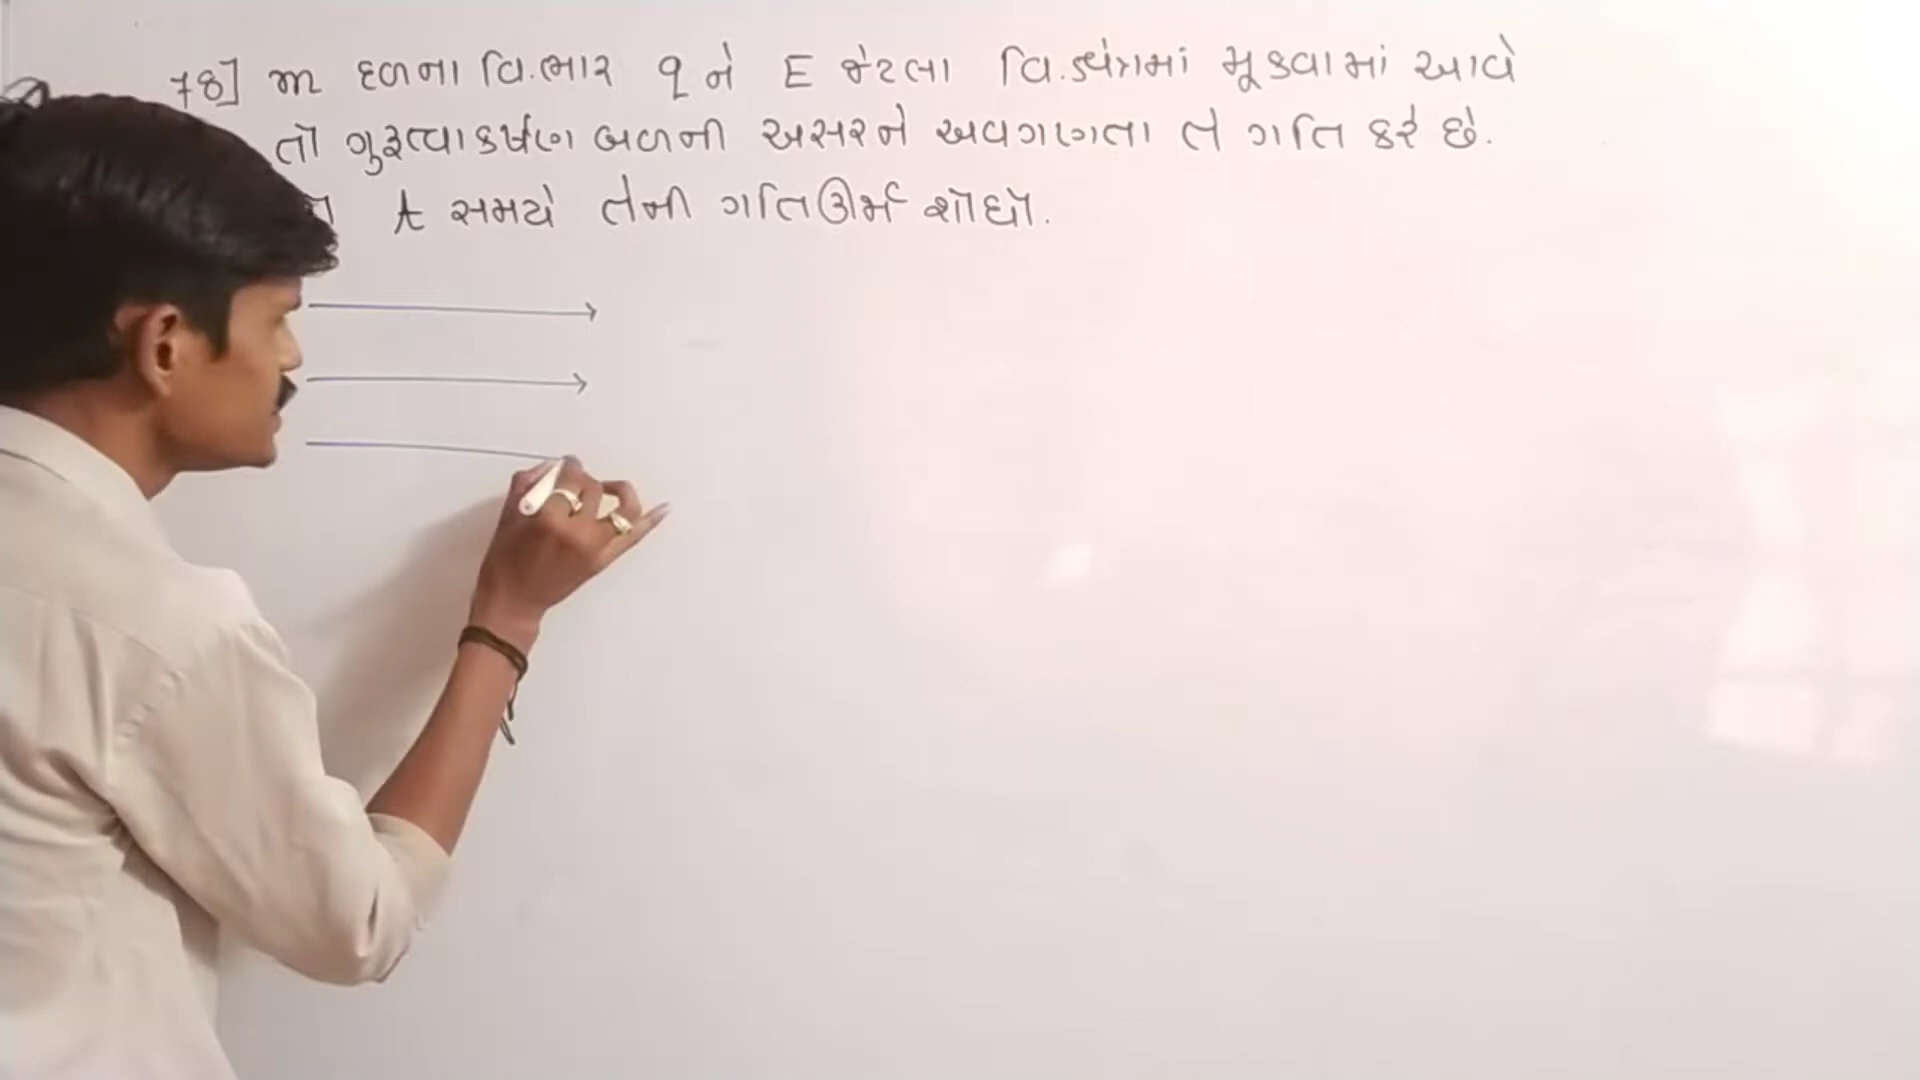 78] m દળના વિ.ભાર q ને E જેટલા વિ.ક્ષેત્રમાં મૂકવામાં આવે
તો ગુરૂત્વાકર્ષણ બળની અસરને અવગણતા તે ગતિ કરે છે.
t સમયે તેની ગતિઊર્જા શોધો.